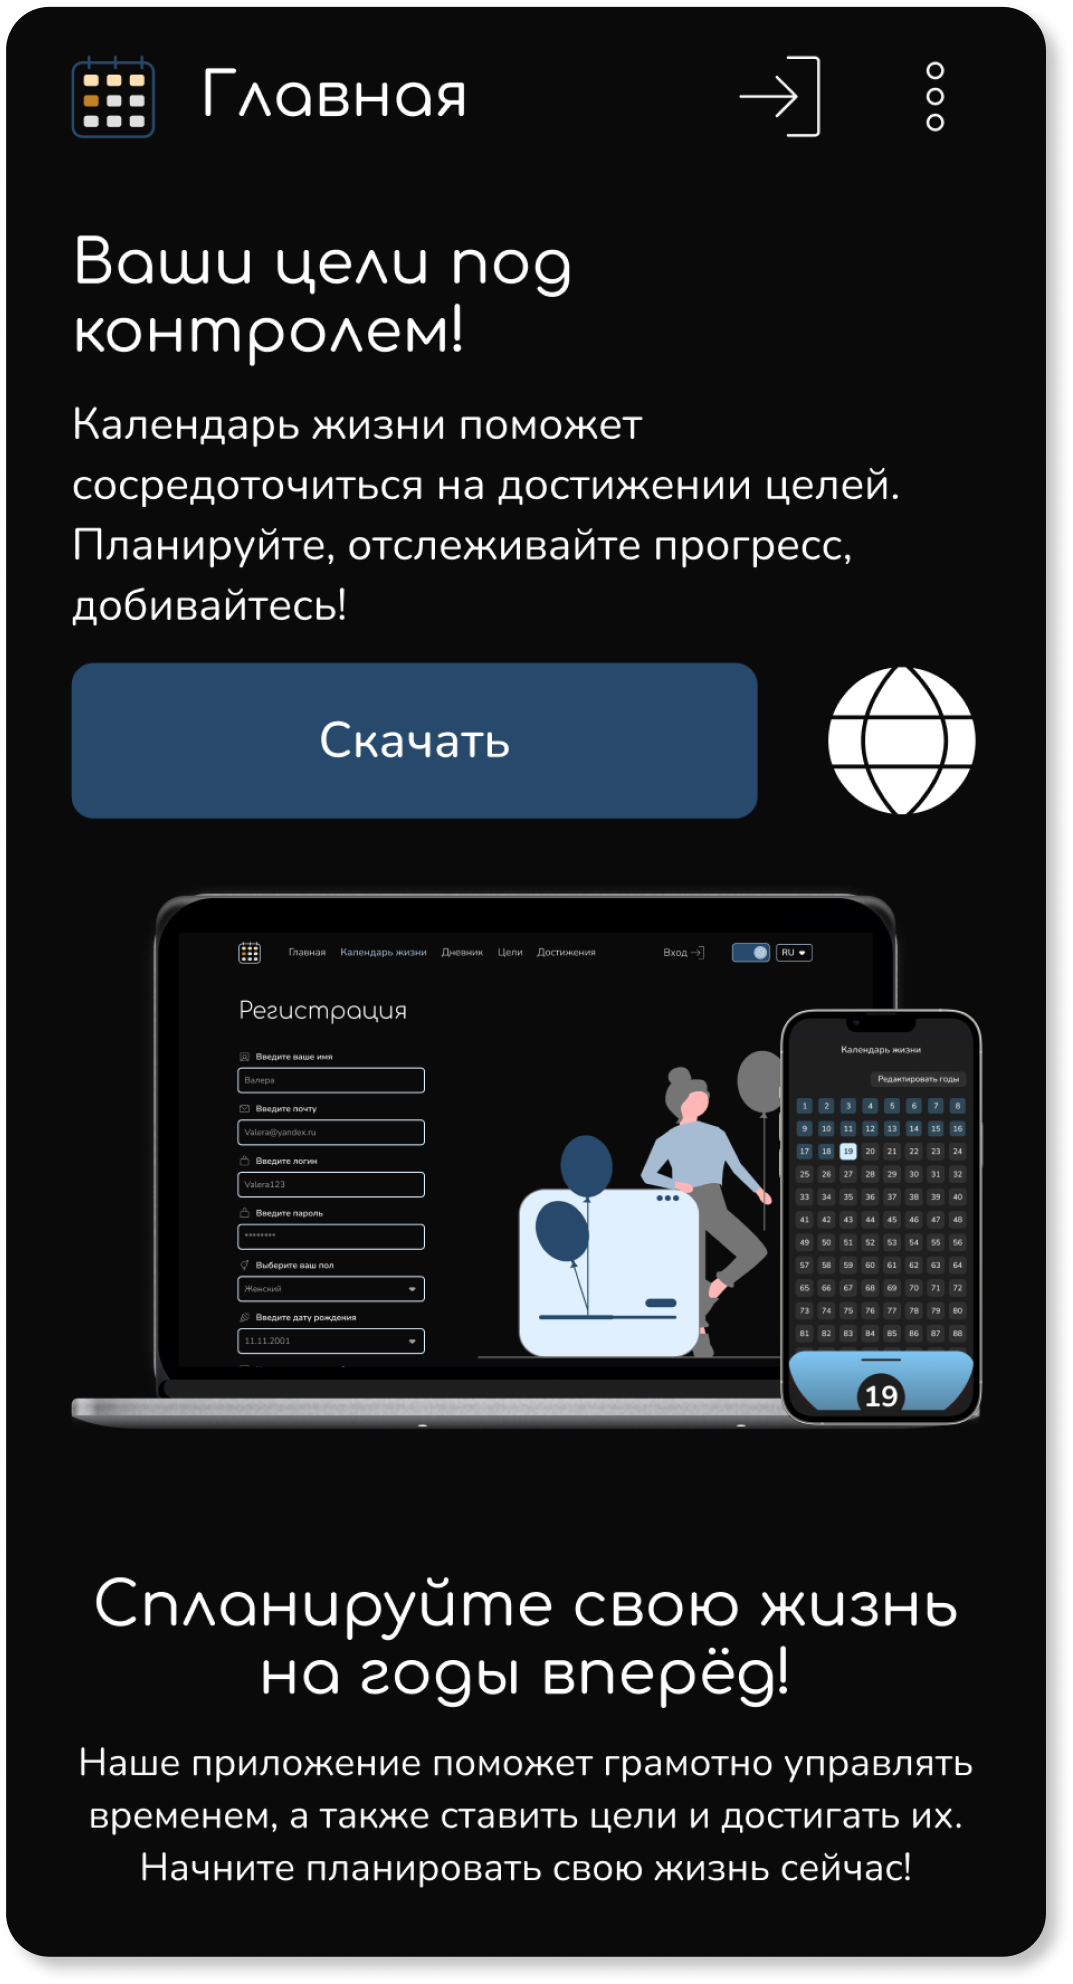 Главная
Ваши цели под
контролем!
Календарь жизни поможет
сосредоточиться на достижении целей.
Планируйте, отслеживайте прогресс,
добивайтесь!
Скачать
Главная Календарь жизни Дневник Цели Достижения Вход RU
Регистрация
Введите ваше имя
Валера
Введите почту
Valera@yandex.ru
Введите логин
Valera123
Введите пароль
********
Выберите ваш пол
Женский
Введите дату рождения
11.11.2001
Календарь жизни
Редактировать годы
1 2 3 4 5 6 7 8
9 10 11 12 13 14 15 16
17 18 19 20 21 22 23 24
25 26 27 28 29 30 31 32
33 34 35 36 37 38 39 40
41 42 43 44 45 46 47 48
49 50 51 52 53 54 55 56
57 58 59 60 61 62 63 64
65 66 67 68 69 70 71 72
73 74 75 76 77 78 79 80
81 82 83 84 85 86 87 88
19
Спланируйте свою жизнь
на годы вперёд!
Наше приложение поможет грамотно управлять
временем, а также ставить цели и достигать их.
Начните планировать свою жизнь сейчас!